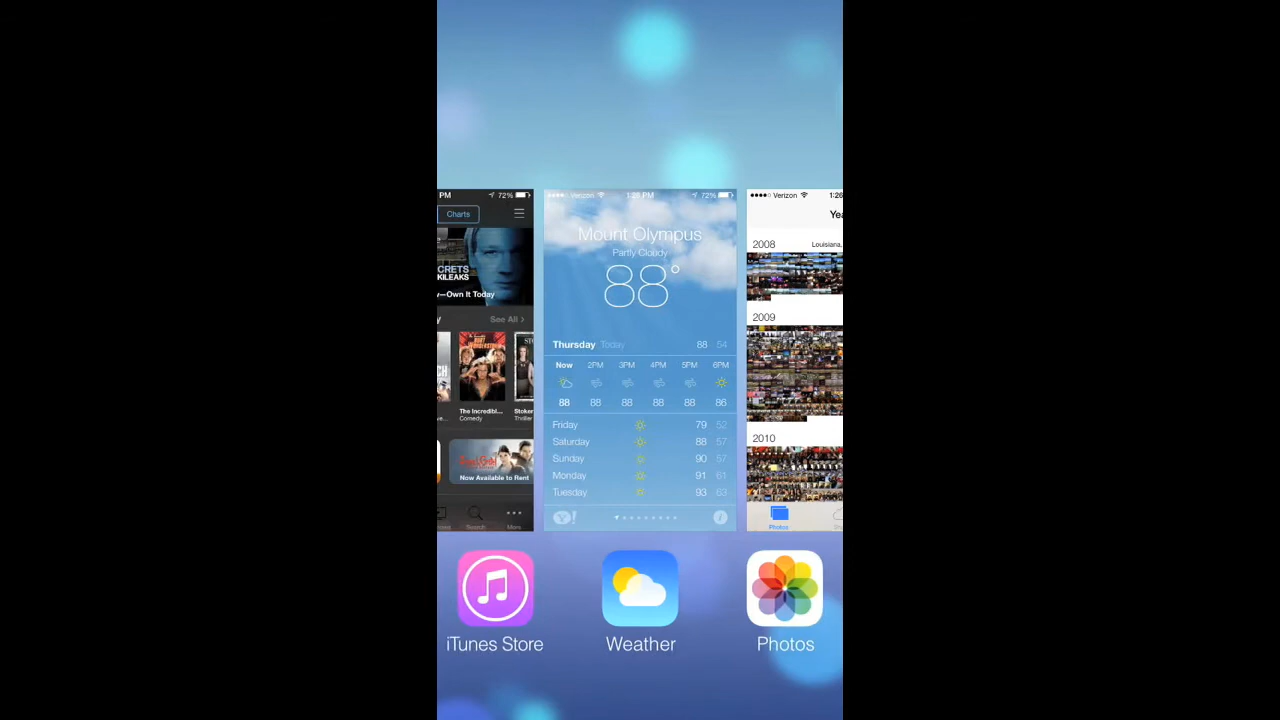 PM 72%
Charts
CRETS
KILEAKS
y—Own It Today
y See All >
The Incredibl...
Comedy
Stoker
Thriller
Now Available to Rent
Search
More
Verizon 1:26 PM 72%
Mount Olympus
Partly Cloudy
88°
Thursday Today 88 54
Now 2PM 3PM 4PM 5PM 6PM
88 88 88 88 88 86
Friday 79 52
Saturday 88 57
Sunday 90 57
Monday 91 61
Tuesday 93 63
Y!
i
Verizon 1:26
Yea
2008 Louisiana,
2009
2010
Photos
iTunes Store
Weather
Photos